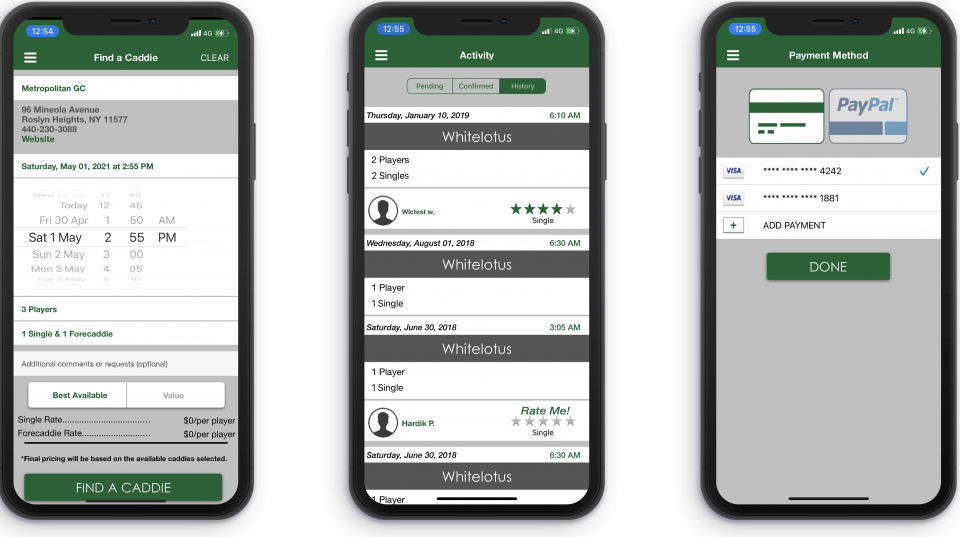 12:54
4G
Find a Caddie
CLEAR
Metropolitan GC
96 Mineola Avenue
Roslyn Heights, NY 11577
440-230-3088
Website
Saturday, May 01, 2021 at 2:55 PM
Wed 28 Apr 11 40
Today 12 45
Fri 30 Apr 1 50 AM
Sat 1 May 2 55 PM
Sun 2 May 3 00
Mon 3 May 4 05
Tue 4 May 5 10
3 Players
1 Single & 1 Forecaddie
Additional comments or requests (optional)
Best Available
Value
Single Rate.................................. $0/per player
Forecaddie Rate........................... $0/per player
*Final pricing will be based on the available caddies selected.
FIND A CADDIE
12:55
4G
Activity
Pending
Confirmed
History
Thursday, January 10, 2019 6:10 AM
Whitelotus
2 Players
2 Singles
Wlctest w.
Single
Wednesday, August 01, 2018 6:30 AM
Whitelotus
1 Player
1 Single
Saturday, June 30, 2018 3:05 AM
Whitelotus
1 Player
1 Single
Rate Me!
Hardik P.
Single
Saturday, June 30, 2018 6:30 AM
Whitelotus
1 Player
12:55
4G
Payment Method
PayPal
VISA **** **** **** 4242
VISA **** **** **** 1881
+ ADD PAYMENT
DONE